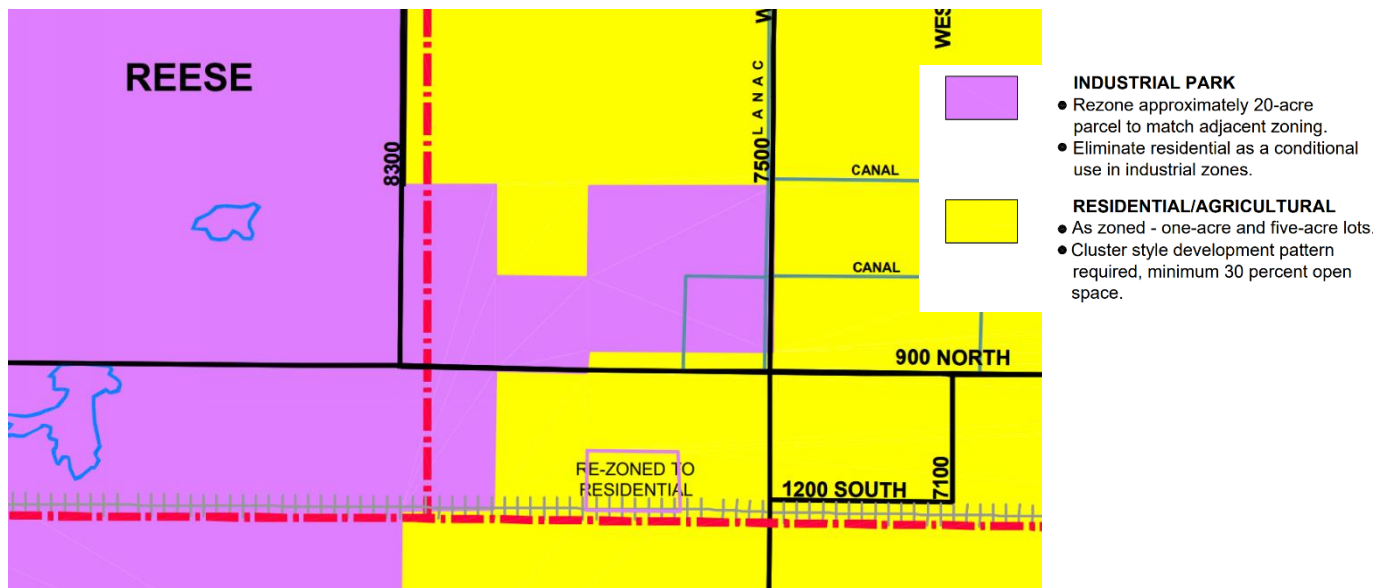 REESE
8300
W
LANAC
7500
WES
CANAL
CANAL
900 NORTH
RE-ZONED TO
RESIDENTIAL
1200 SOUTH
7100
INDUSTRIAL PARK
● Rezone approximately 20-acre
parcel to match adjacent zoning.
● Eliminate residential as a conditional
use in industrial zones.
RESIDENTIAL/AGRICULTURAL
● As zoned - one-acre and five-acre lots.
● Cluster style development pattern
required, minimum 30 percent open
space.